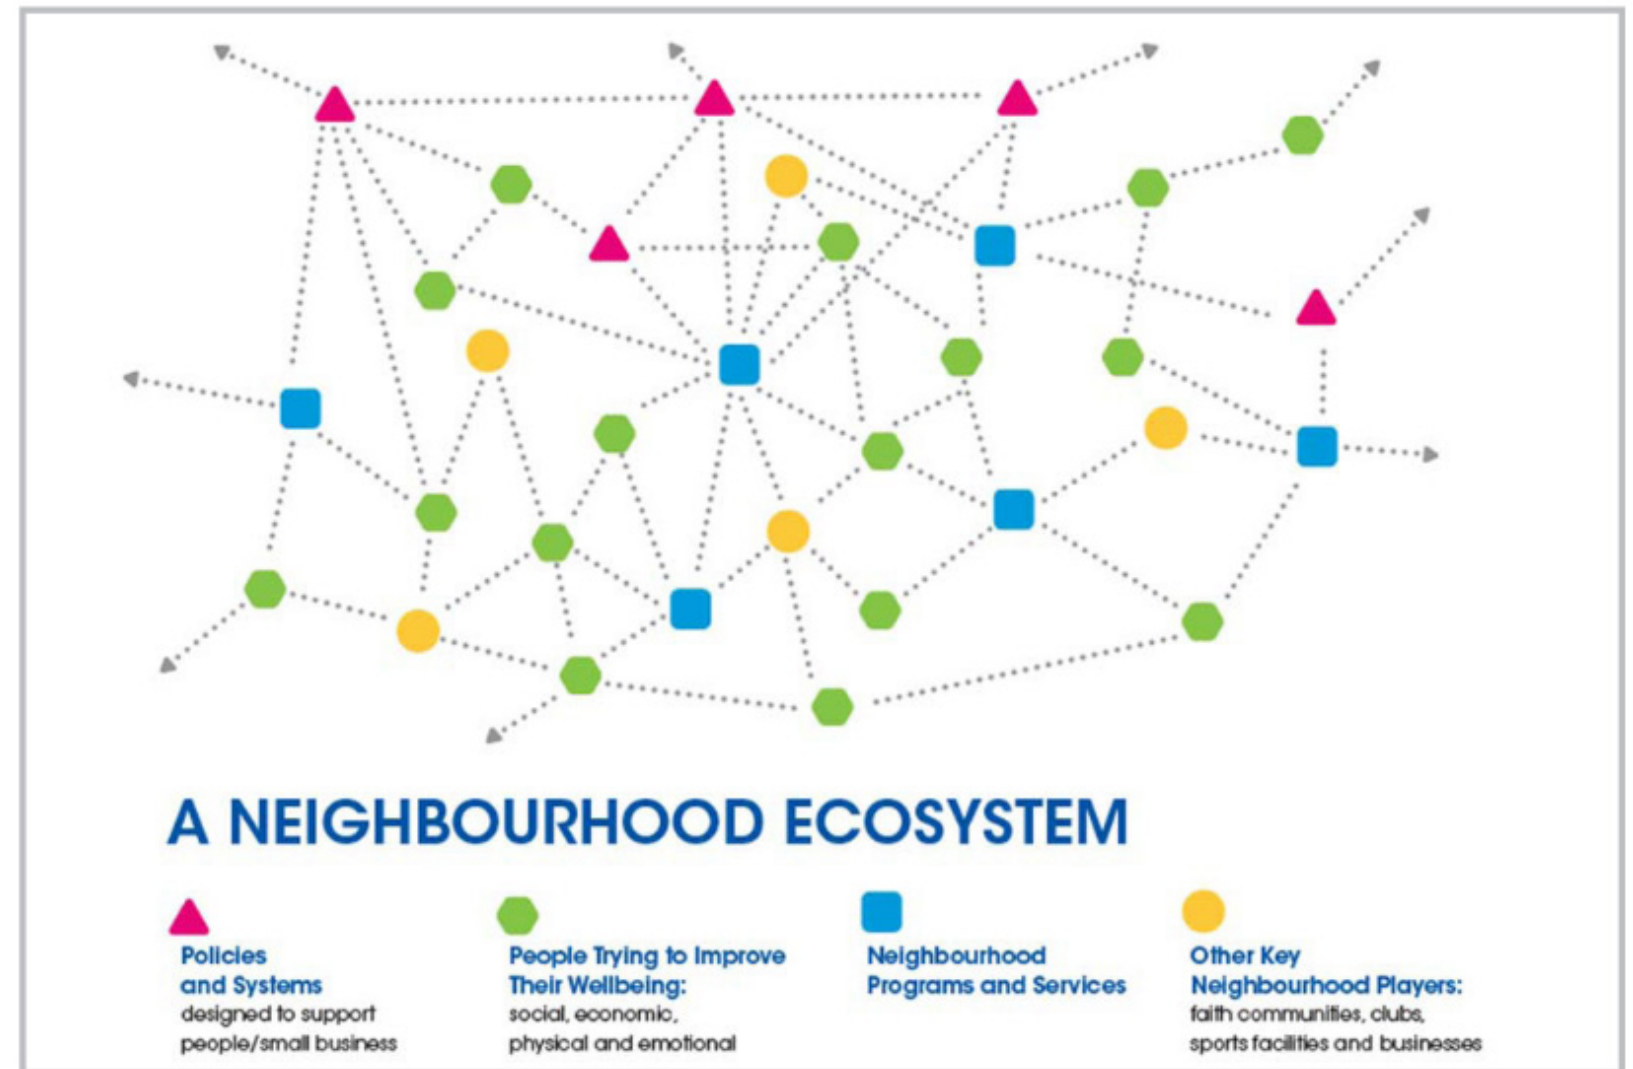 A NEIGHBOURHOOD ECOSYSTEM
Policies
and Systems
designed to support
people/small business
People Trying to Improve
Their Wellbeing:
social, economic,
physical and emotional
Neighbourhood
Programs and Services
Other Key
Neighbourhood Players:
faith communities, clubs,
sports facilities and businesses